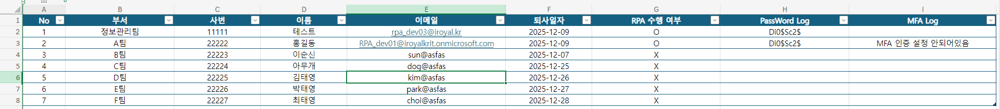 A B C D E F G H I
1 No 부서 사번 이름 이메일 퇴사일자 RPA 수행 여부 PassWord Log MFA Log
2 1 정보관리팀 11111 테스트 rpa_dev03@iroyal.kr 2025-12-09 O Di0$Sc2$
3 2 A팀 22222 홍길동 RPA_dev01@iroyalkrit.onmicrosoft.com 2025-12-09 O Di0$Sc2$ MFA 인증 설정 안되어있음
4 3 B팀 22223 이순신 sun@asfas 2025-12-07 X
5 4 C팀 22224 아무개 dog@asfas 2025-12-25 X
6 5 D팀 22225 김태영 kim@asfas 2025-12-26 X
7 6 E팀 22226 박태영 park@asfas 2025-12-27 X
8 7 F팀 22227 최태영 choi@asfas 2025-12-28 X